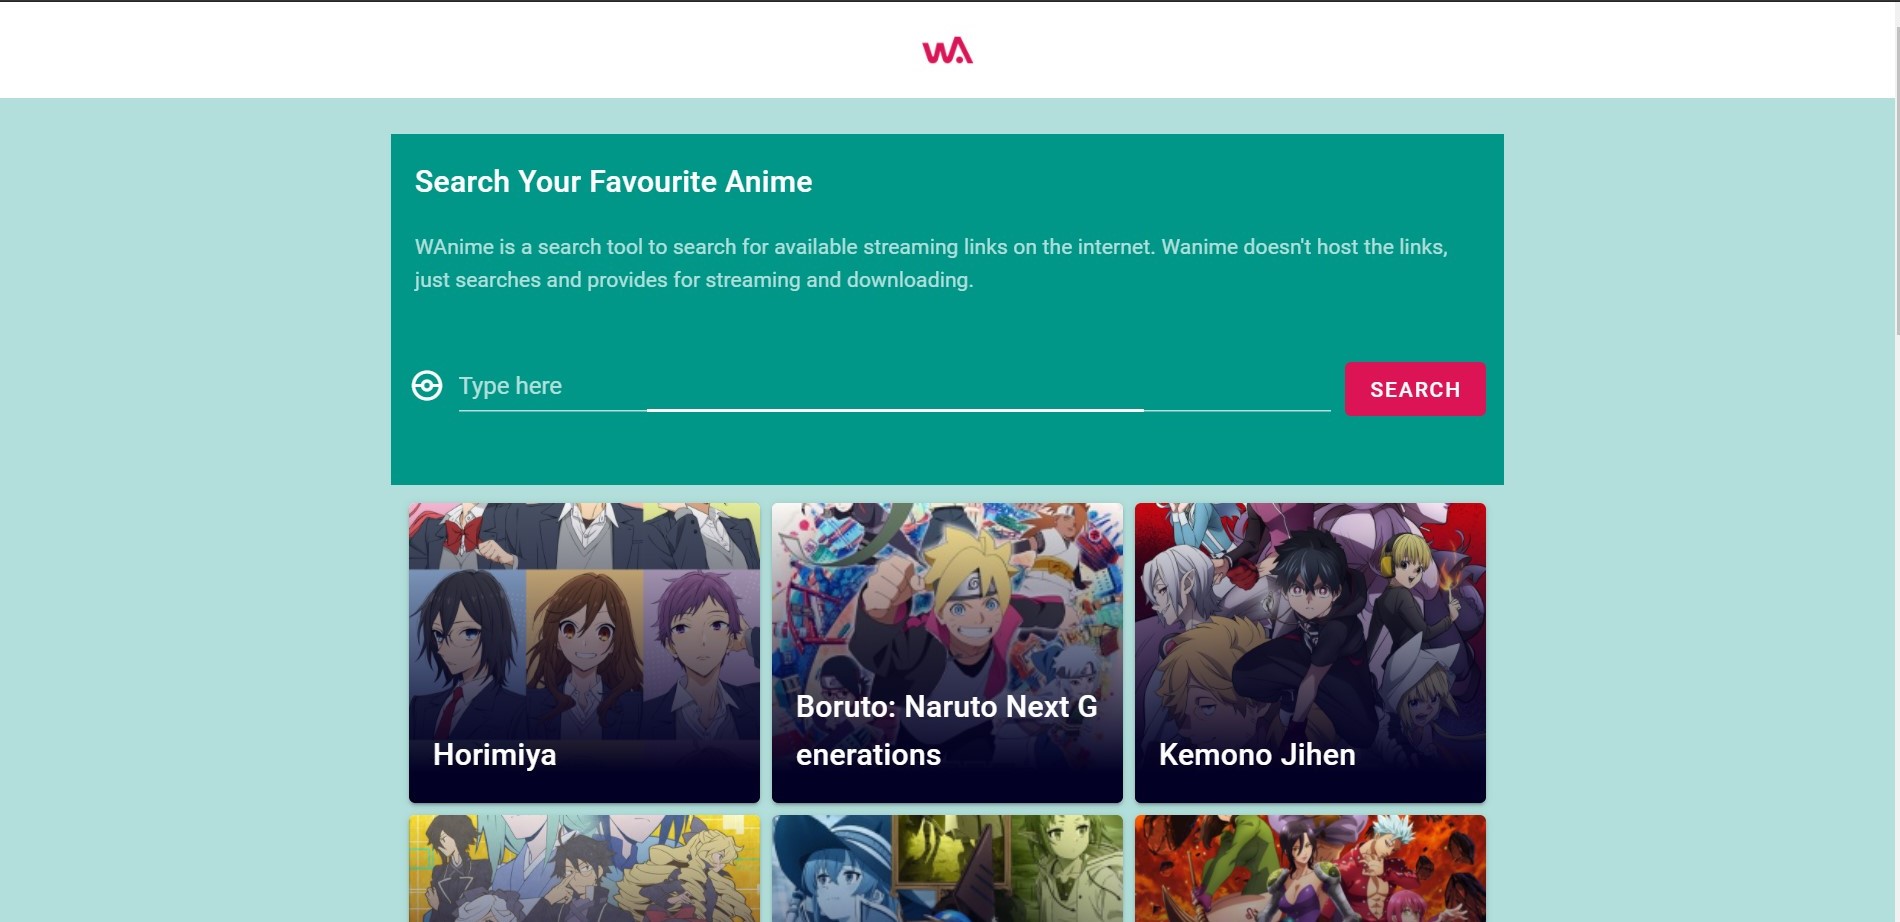 WA
Search Your Favourite Anime
WAnime is a search tool to search for available streaming links on the internet. Wanime doesn't host the links,
just searches and provides for streaming and downloading.
Type here
SEARCH
Horimiya
Boruto: Naruto Next G
enerations
Kemono Jihen